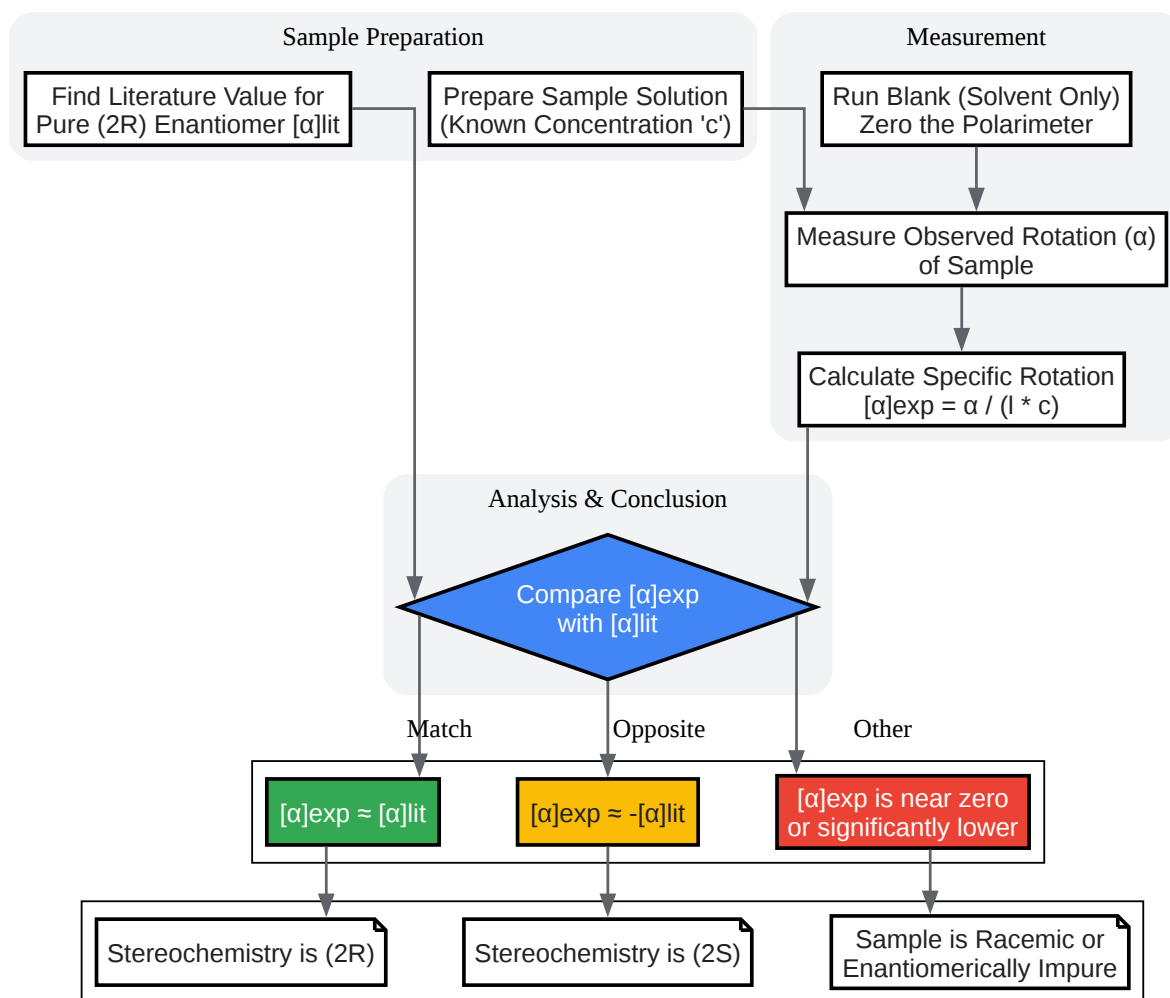 Sample Preparation
Measurement
Find Literature Value for
Pure (2R) Enantiomer [α]lit
Prepare Sample Solution
(Known Concentration 'c')
Run Blank (Solvent Only)
Zero the Polarimeter
Measure Observed Rotation (α)
of Sample
Calculate Specific Rotation
[α]exp = α / (l * c)
Analysis & Conclusion
Compare [α]exp
with [α]lit
Match
Opposite
Other
[α]exp ≈ [α]lit
[α]exp ≈ -[α]lit
[α]exp is near zero
or significantly lower
Stereochemistry is (2R)
Stereochemistry is (2S)
Sample is Racemic or
Enantiomerically Impure